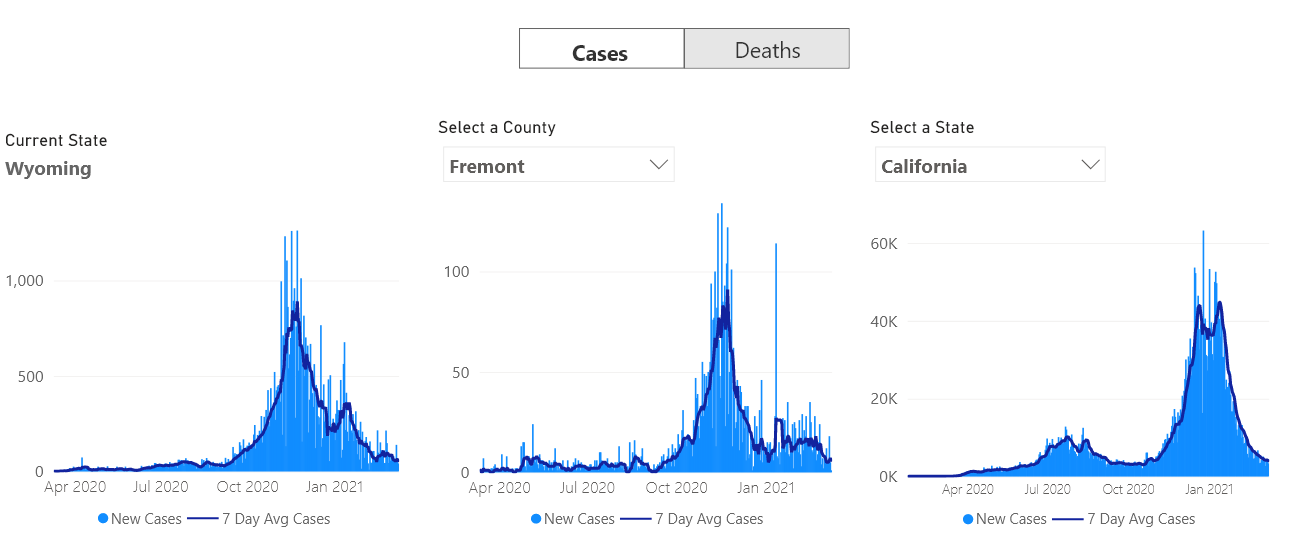 Cases
Deaths
Current State
Wyoming
1,000
500
0
Apr 2020 Jul 2020 Oct 2020 Jan 2021
New Cases 7 Day Avg Cases
Select a County
Fremont
100
50
0
Apr 2020 Jul 2020 Oct 2020 Jan 2021
New Cases 7 Day Avg Cases
Select a State
California
60K
40K
20K
0K
Apr 2020 Jul 2020 Oct 2020 Jan 2021
New Cases 7 Day Avg Cases